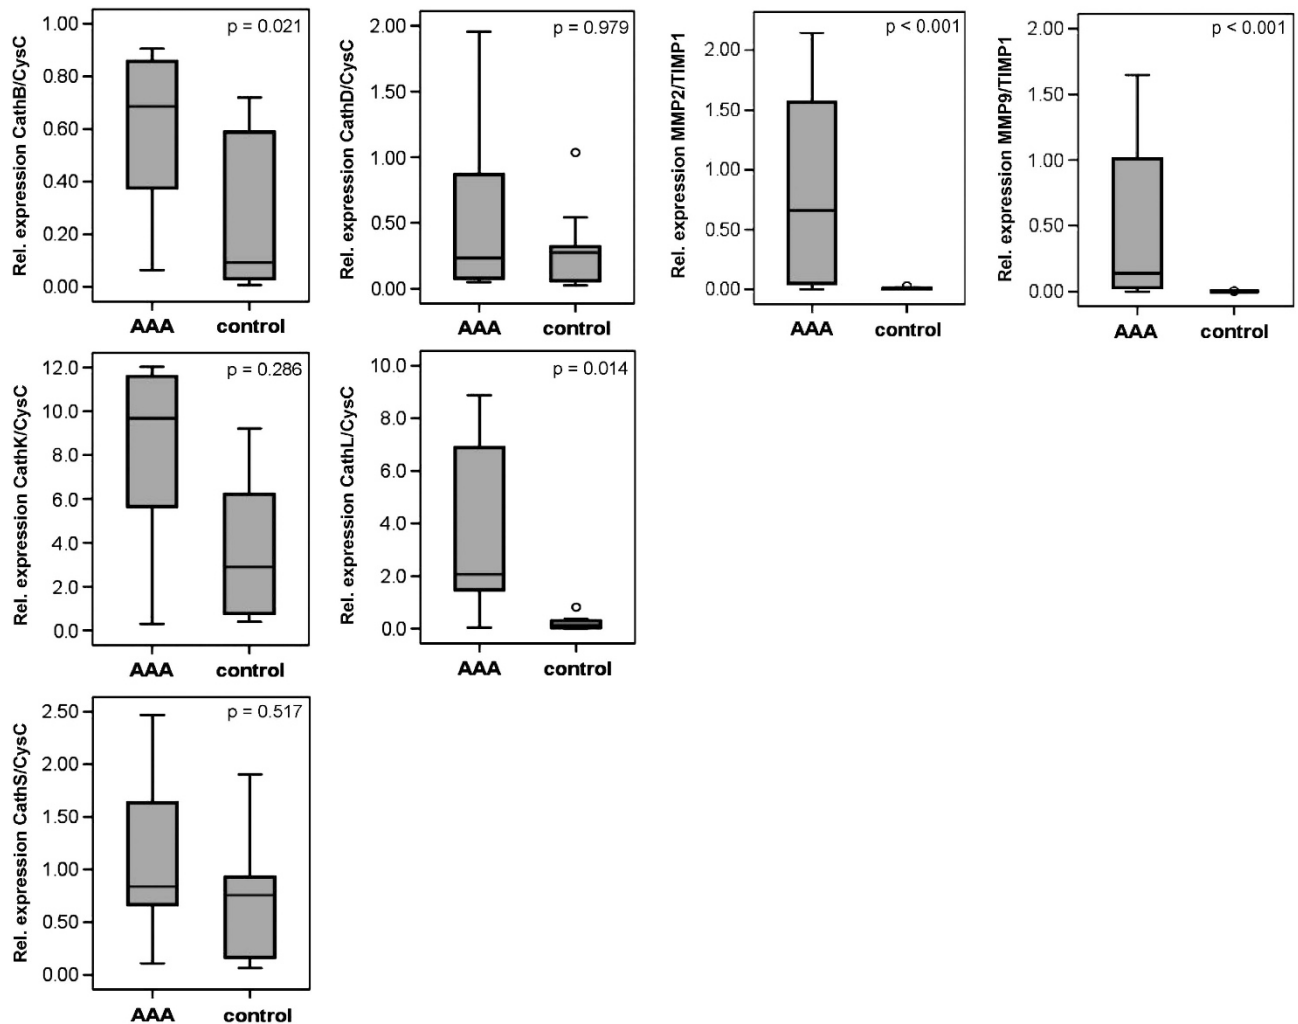 Rel. expression CathB/CysC
1.00
0.80
0.60
0.40
0.20
0.00
p = 0.021
AAA control
Rel. expression CathD/CysC
2.00
1.50
1.00
0.50
0.00
p = 0.979
AAA control
Rel. expression MMP2/TIMP1
2.00
1.50
1.00
0.50
0.00
p < 0.001
AAA control
Rel. expression MMP9/TIMP1
2.00
1.50
1.00
0.50
0.00
p < 0.001
AAA control
Rel. expression CathK/CysC
12.0
10.0
8.0
6.0
4.0
2.0
0.0
p = 0.286
AAA control
Rel. expression CathL/CysC
10.0
8.0
6.0
4.0
2.0
0.0
p = 0.014
AAA control
Rel. expression CathS/CysC
2.50
2.00
1.50
1.00
0.50
0.00
p = 0.517
AAA control